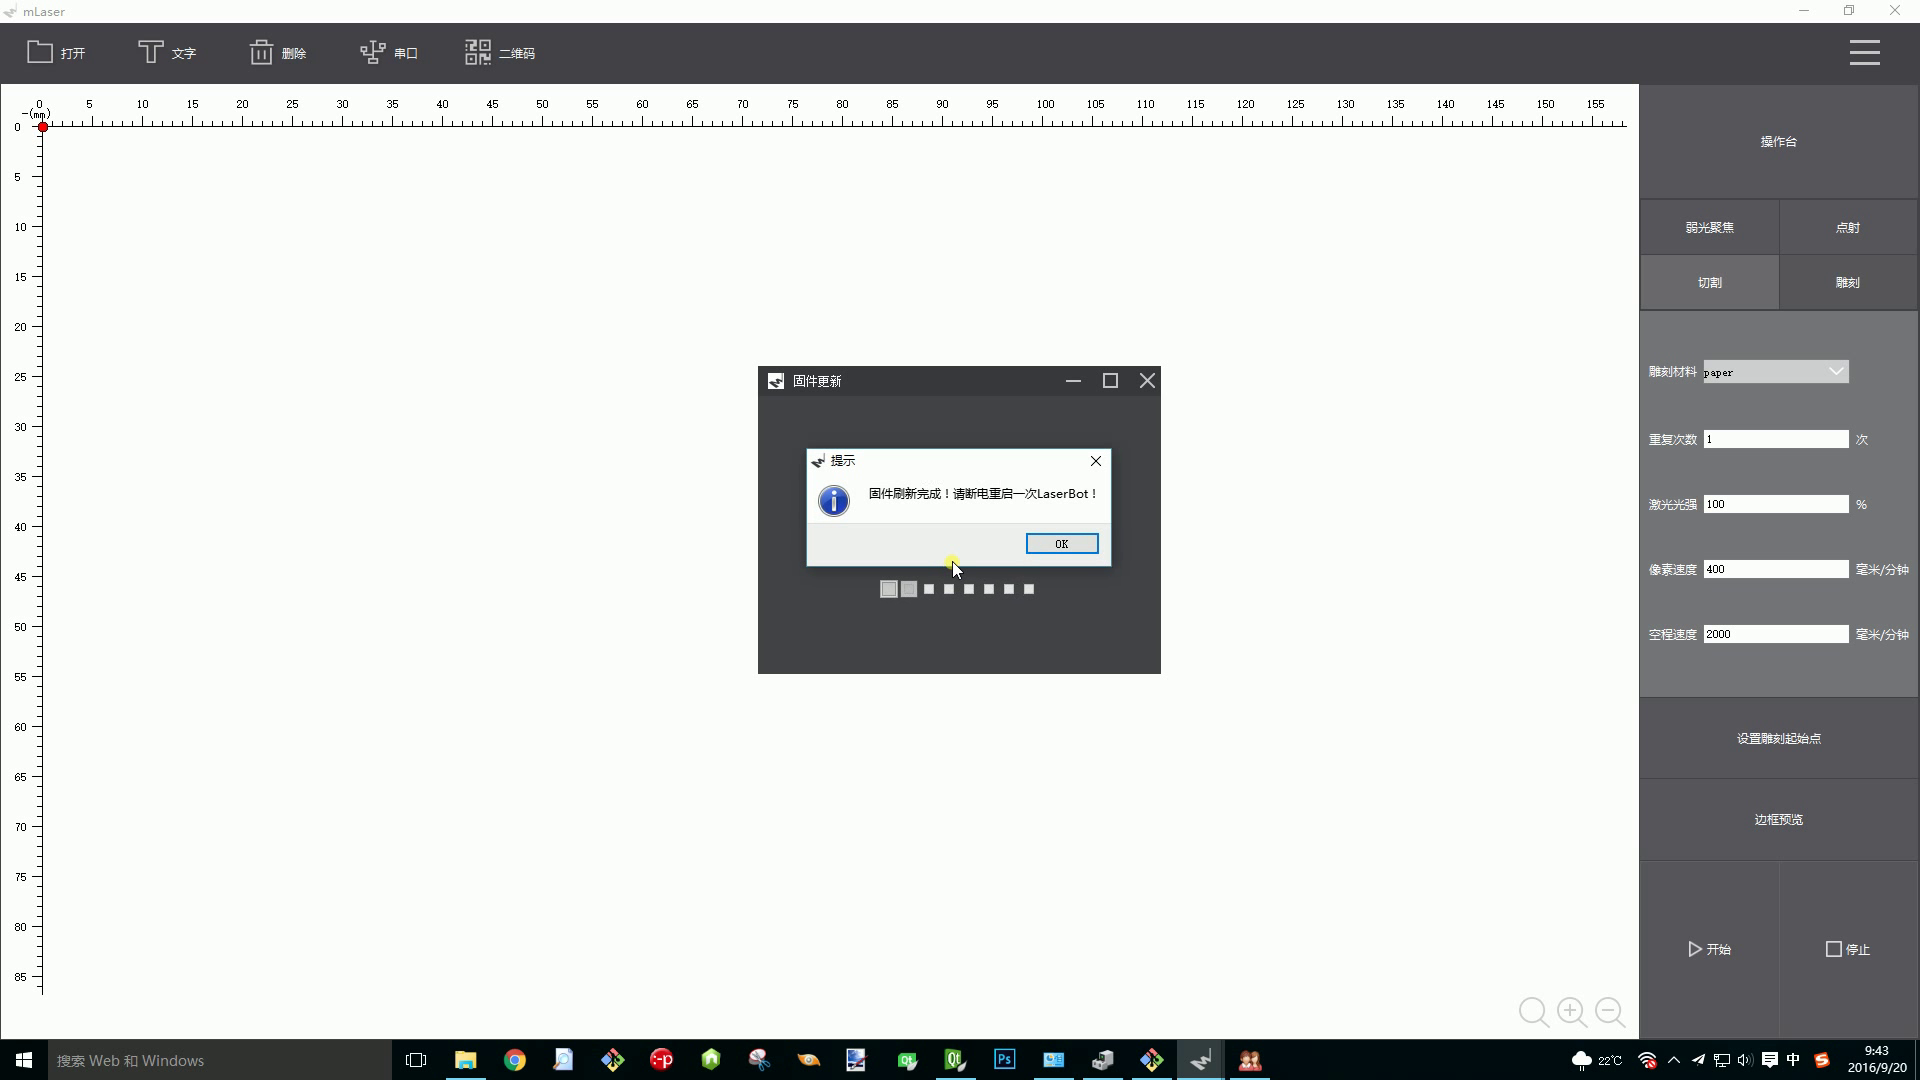 mLaser
打开
文字
删除
串口
二维码
0 5 10 15 20 25 30 35 40 45 50 55 60 65 70 75 80 85 90 95 100 105 110 115 120 125 130 135 140 145 150 155
-(mm)
0
5
10
15
20
25
30
35
40
45
50
55
60
65
70
75
80
85
固件更新
提示
固件刷新完成！请断电重启一次LaserBot！
OK
操作台
弱光聚焦 点射
切割 雕刻
雕刻材料 paper
重复次数 1 次
激光光强 100 %
像素速度 400 毫米/分钟
空程速度 2000 毫米/分钟
设置雕刻起始点
边框预览
开始 停止
搜索 Web 和 Windows
:-p
Qt
Qt
Ps
22℃
中
S
9:43
2016/9/20